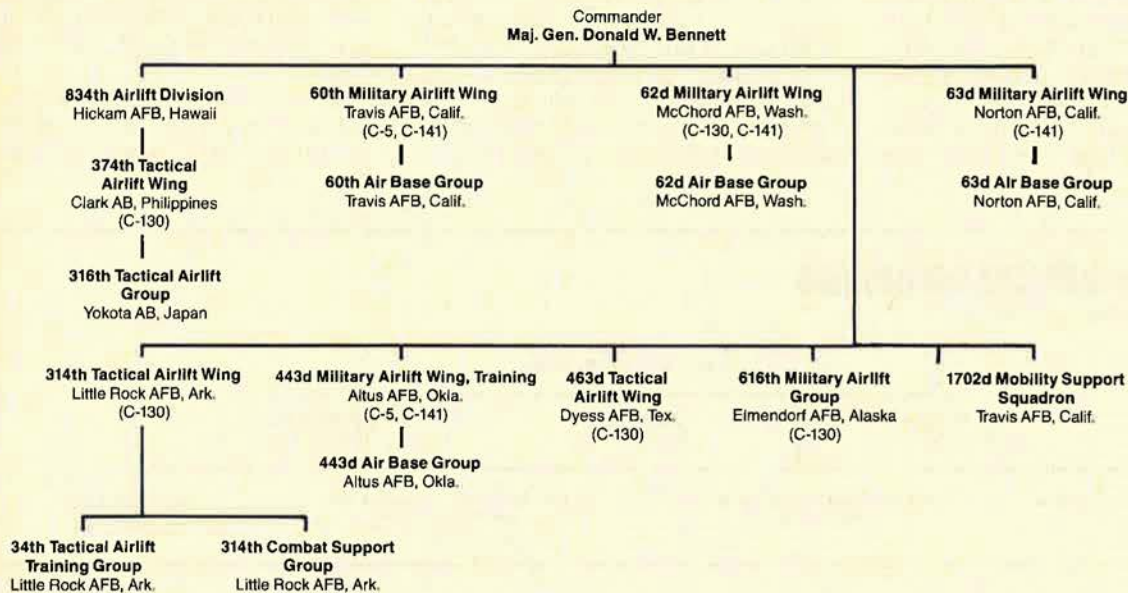 Commander
Maj. Gen. Donald W. Bennett
834th Airlift Division
Hickam AFB, Hawaii
374th Tactical
Airlift Wing
Clark AB, Philippines
(C-130)
316th Tactical Airlift
Group
Yokota AB, Japan
60th Military Airlift Wing
Travis AFB, Calif.
(C-5, C-141)
60th Air Base Group
Travis AFB, Calif.
62d Military Airlift Wing
McChord AFB, Wash.
(C-130, C-141)
62d Air Base Group
McChord AFB, Wash.
63d Military Airlift Wing
Norton AFB, Calif.
(C-141)
63d Air Base Group
Norton AFB, Calif.
314th Tactical Airlift Wing
Little Rock AFB, Ark.
(C-130)
34th Tactical Airlift
Training Group
Little Rock AFB, Ark.
314th Combat Support
Group
Little Rock AFB, Ark.
443d Military Airlift Wing, Training
Altus AFB, Okla.
(C-5, C-141)
443d Air Base Group
Altus AFB, Okla.
463d Tactical
Airlift Wing
Dyess AFB, Tex.
(C-130)
616th Military Airlift
Group
Elmendorf AFB, Alaska
(C-130)
1702d Mobility Support
Squadron
Travis AFB, Calif.